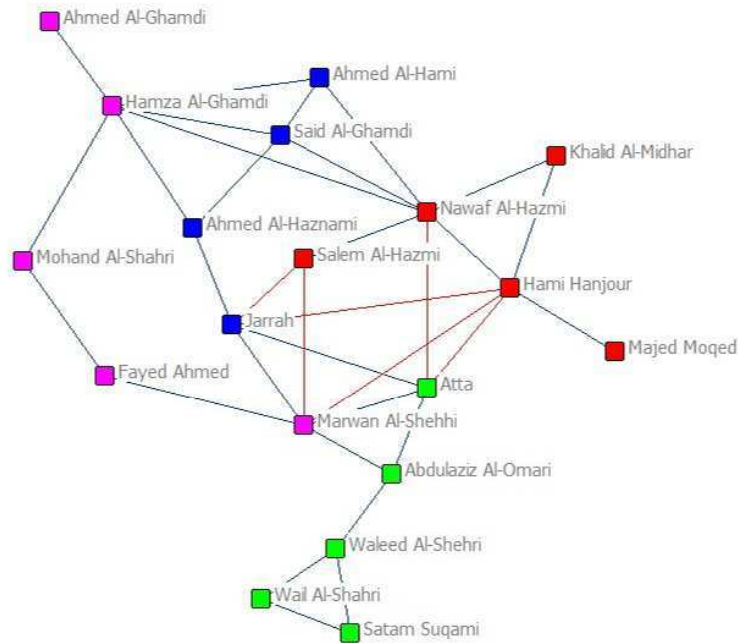 Ahmed Al-Ghamdi
Ahmed Al-Hami
Hamza Al-Ghamdi
Said Al-Ghamdi
Khalid Al-Midhar
Nawaf Al-Hazmi
Ahmed Al-Haznami
Salem Al-Hazmi
Mohand Al-Shahri
Hami Hanjour
Jarrah
Majed Moqed
Fayed Ahmed
Atta
Marwan Al-Shehhi
Abdulaziz Al-Omari
Waleed Al-Shehri
Wail Al-Shahri
Satam Suqami